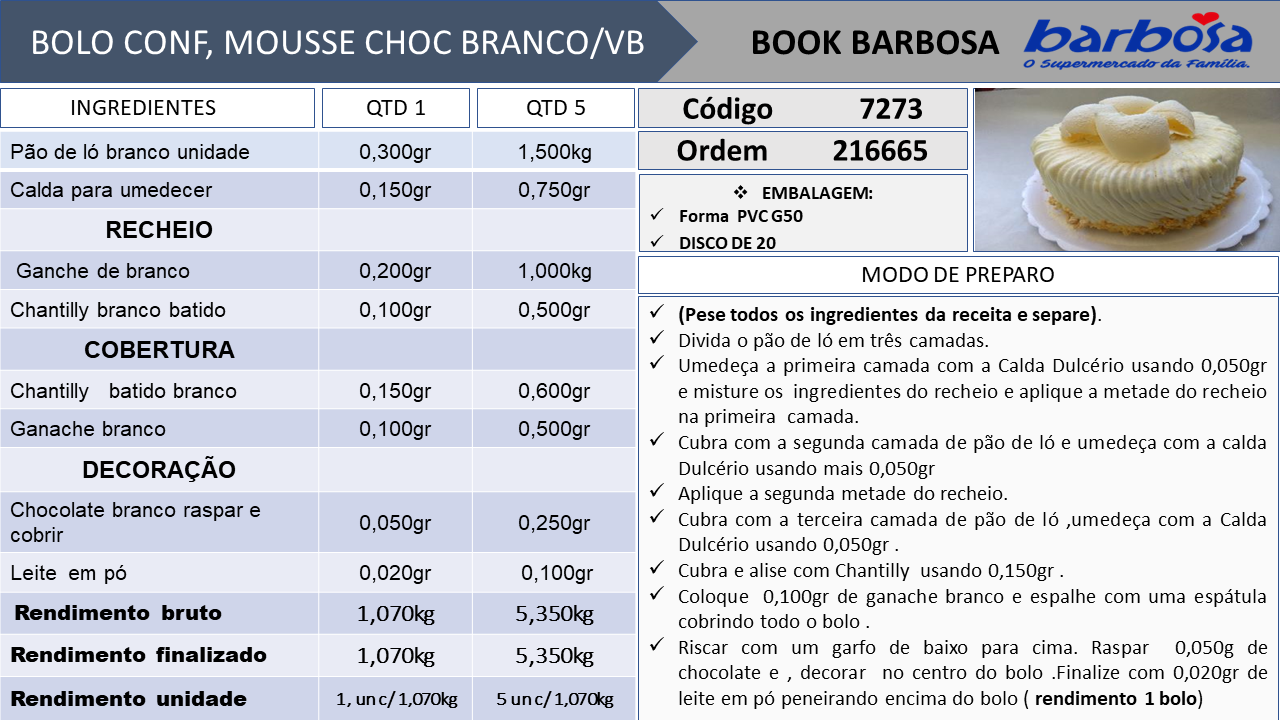 BOLO CONF, MOUSSE CHOC BRANCO/VB
BOOK BARBOSA
barbosa
O Supermercado da Família.
INGREDIENTES QTD 1 QTD 5
Pão de ló branco unidade 0,300gr 1,500kg
Calda para umedecer 0,150gr 0,750gr
RECHEIO
Ganche de branco 0,200gr 1,000kg
Chantilly branco batido 0,100gr 0,500gr
COBERTURA
Chantilly batido branco 0,150gr 0,600gr
Ganache branco 0,100gr 0,500gr
DECORAÇÃO
Chocolate branco raspar e
cobrir 0,050gr 0,250gr
Leite em pó 0,020gr 0,100gr
Rendimento bruto 1,070kg 5,350kg
Rendimento finalizado 1,070kg 5,350kg
Rendimento unidade 1, un c/ 1,070kg 5 un c/ 1,070kg
Código 7273
Ordem 216665
❖ EMBALAGEM:
✓ Forma PVC G50
✓ DISCO DE 20
MODO DE PREPARO
✓ (Pese todos os ingredientes da receita e separe).
✓ Divida o pão de ló em três camadas.
✓ Umedeça a primeira camada com a Calda Dulcério usando 0,050gr
e misture os ingredientes do recheio e aplique a metade do recheio
na primeira camada.
✓ Cubra com a segunda camada de pão de ló e umedeça com a calda
Dulcério usando mais 0,050gr
✓ Aplique a segunda metade do recheio.
✓ Cubra com a terceira camada de pão de ló ,umedeça com a Calda
Dulcério usando 0,050gr .
✓ Cubra e alise com Chantilly usando 0,150gr .
✓ Coloque 0,100gr de ganache branco e espalhe com uma espátula
cobrindo todo o bolo .
✓ Riscar com um garfo de baixo para cima. Raspar 0,050g de
chocolate e , decorar no centro do bolo .Finalize com 0,020gr de
leite em pó peneirando encima do bolo ( rendimento 1 bolo)